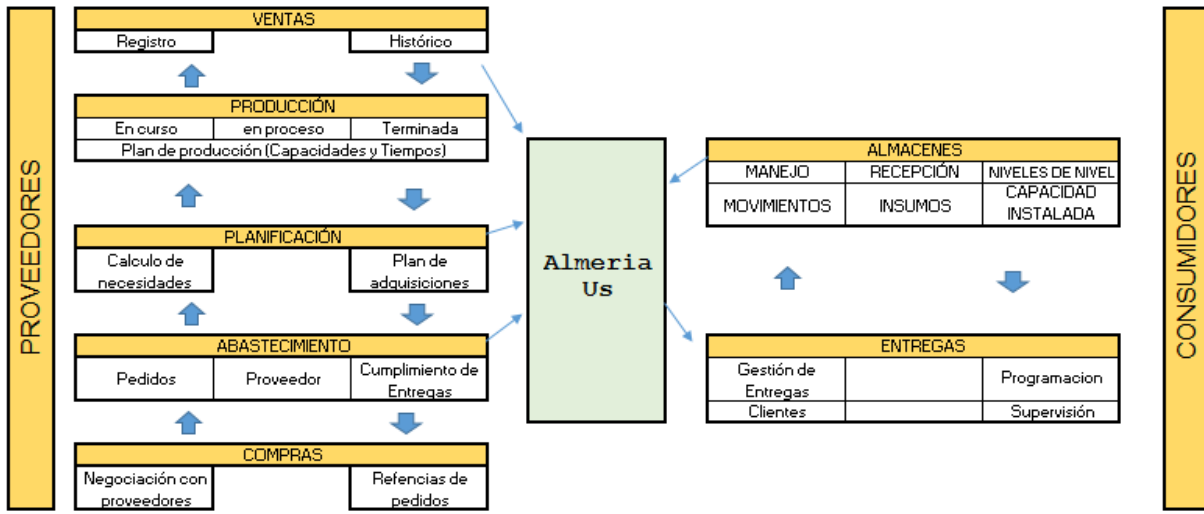 PROVEEDORES
VENTAS
Registro
Histórico
PRODUCCIÓN
En curso
en proceso
Terminada
Plan de producción (Capacidades y Tiempos)
PLANIFICACIÓN
Calculo de
necesidades
Plan de
adquisiciones
ABASTECIMIENTO
Pedidos
Proveedor
Cumplimiento de
Entregas
COMPRAS
Negociación con
proveedores
Refencias de
pedidos
Almeria
Us
ALMACENES
MANEJO
RECEPCIÓN
NIVELES DE NIVEL
MOVIMIENTOS
INSUMOS
CAPACIDAD
INSTALADA
ENTREGAS
Gestión de
Entregas
Programacion
Clientes
Supervisión
CONSUMIDORES